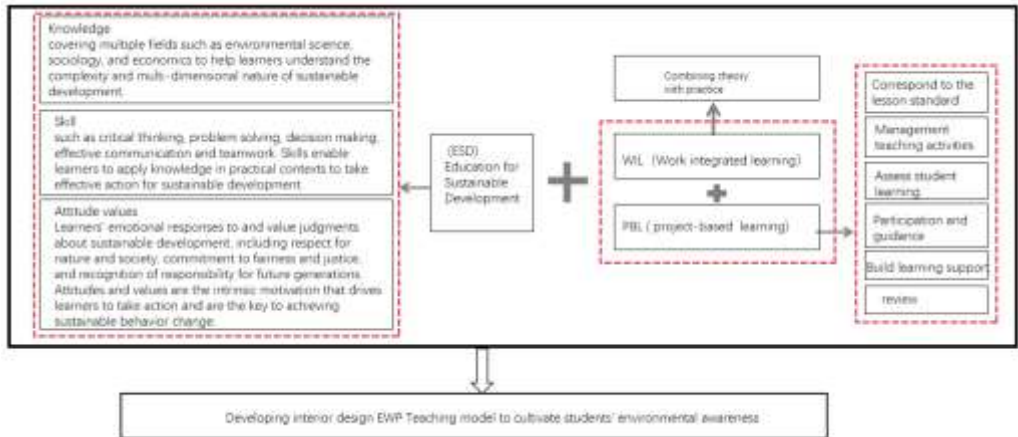 Knowledge
covering multiple fields such as environmental science,
sociology, and economics to help learners understand the
complexity and multi-dimensional nature of sustainable
development.
Skill
such as critical thinking, problem solving, decision making,
effective communication and teamwork. Skills enable
learners to apply knowledge in practical contexts to take
effective action for sustainable development.
Attitude values
Learners' emotional responses to and value judgments
about sustainable development, including respect for
nature and society, commitment to fairness and justice,
and recognition of responsibility for future generations.
Attitudes and values are the intrinsic motivation that drives
learners to take action and are the key to achieving
sustainable behavior change.
(ESD)
Education for
Sustainable
Development
Combining theory
with practice
WIL (Work integrated learning)
PBL ( project-based learning)
Correspond to the
lesson standard
Management
teaching activities
Assess student
learning
Participation and
guidance
Build learning support
review
Developing interior design EWP Teaching model to cultivate students' environmental awareness